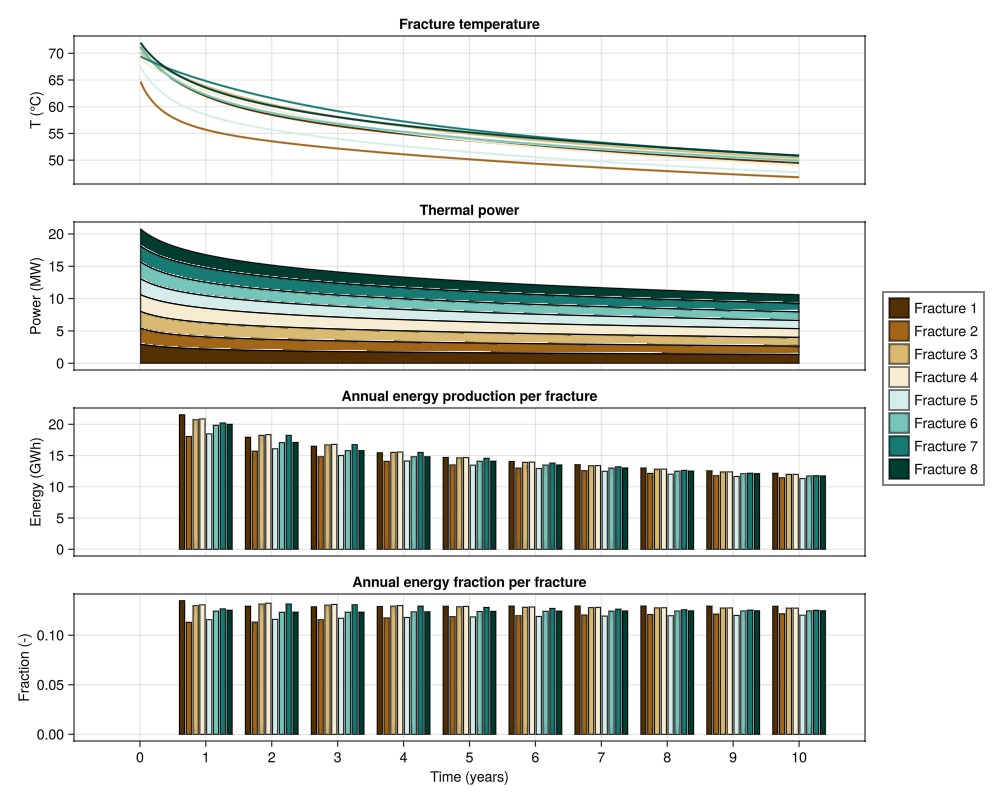 Fracture temperature
T (°C)
70
65
60
55
50
Thermal power
Power (MW)
20
15
10
5
0
Fracture 1
Fracture 2
Fracture 3
Fracture 4
Fracture 5
Fracture 6
Fracture 7
Fracture 8
Annual energy production per fracture
Energy (GWh)
20
15
10
5
0
Annual energy fraction per fracture
Fraction (-)
0.10
0.05
0.00
0 1 2 3 4 5 6 7 8 9 10
Time (years)